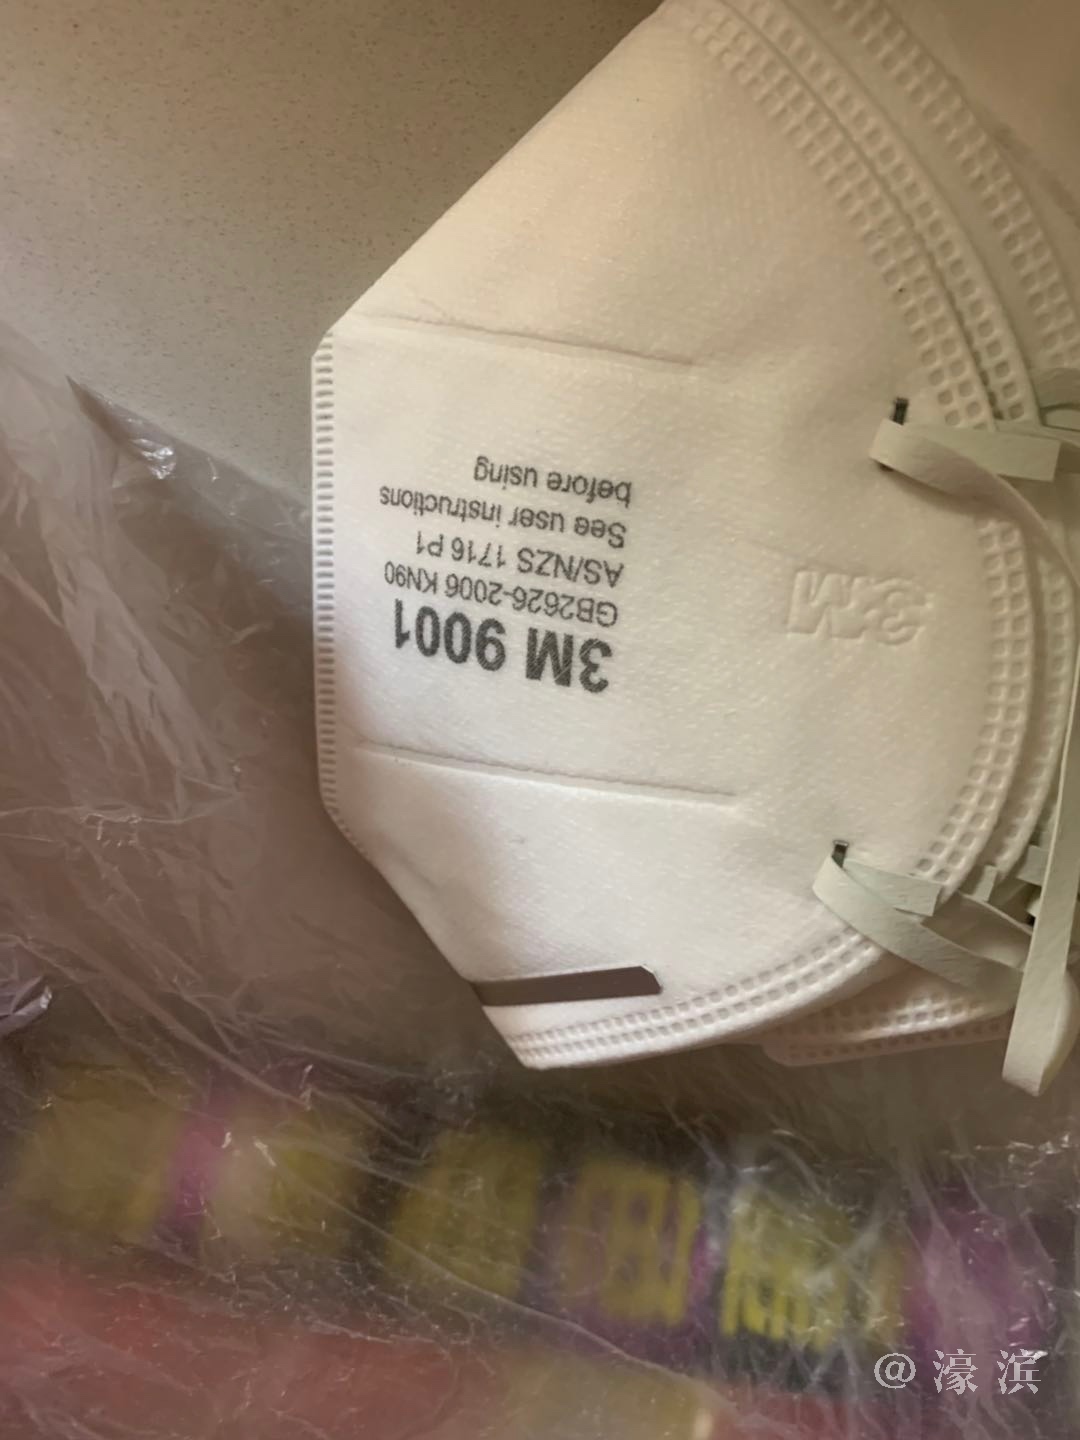 3M 9001
GB2626-2006 KN90
AS/NZS 1716 P1
See user instructions
before using
3M
@濠滨